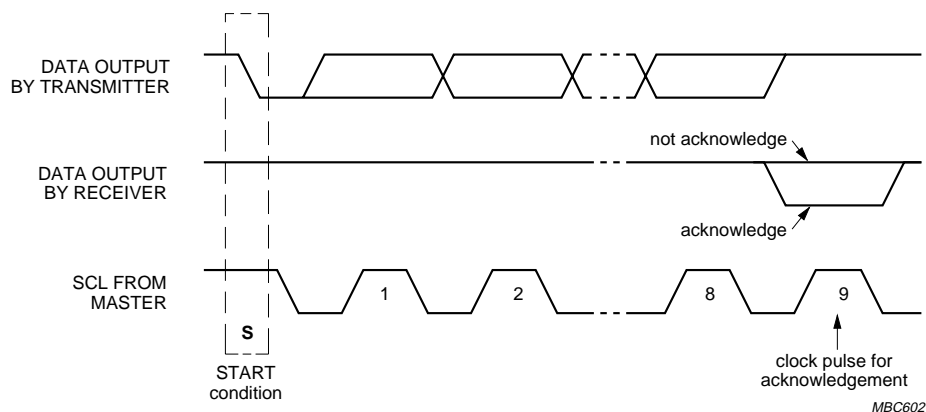 DATA OUTPUT
BY TRANSMITTER
not acknowledge
DATA OUTPUT
BY RECEIVER
acknowledge
SCL FROM
MASTER
1
2
8
9
S
START
condition
clock pulse for
acknowledgement
MBC602